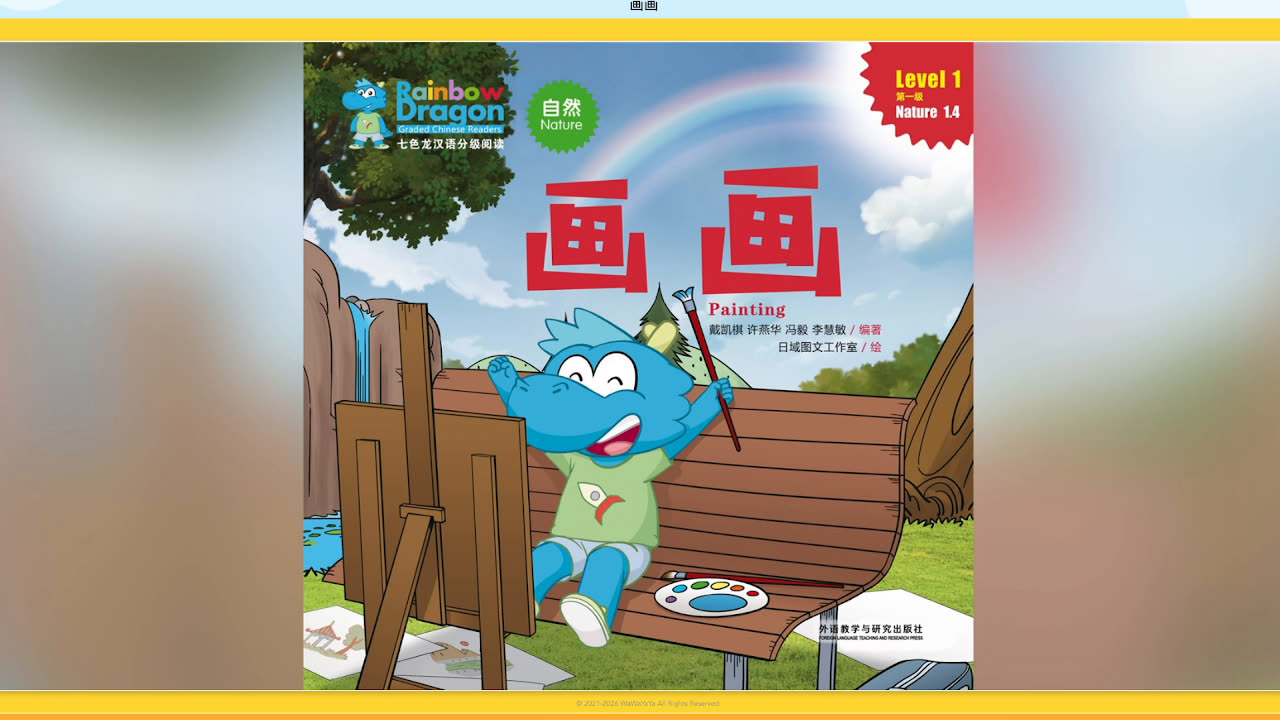 画画
Rainbow
Dragon
Graded Chinese Readers
七色龙汉语分级阅读
自然
Nature
Level 1
第一级
Nature 1.4
画画
Painting
戴凯棋 许燕华 冯毅 李慧敏 / 编著
日域图文工作室 / 绘
外语教学与研究出版社
FOREIGN LANGUAGE TEACHING AND RESEARCH PRESS
© 2021-2026 WaWaYaYa All Rights Reserved